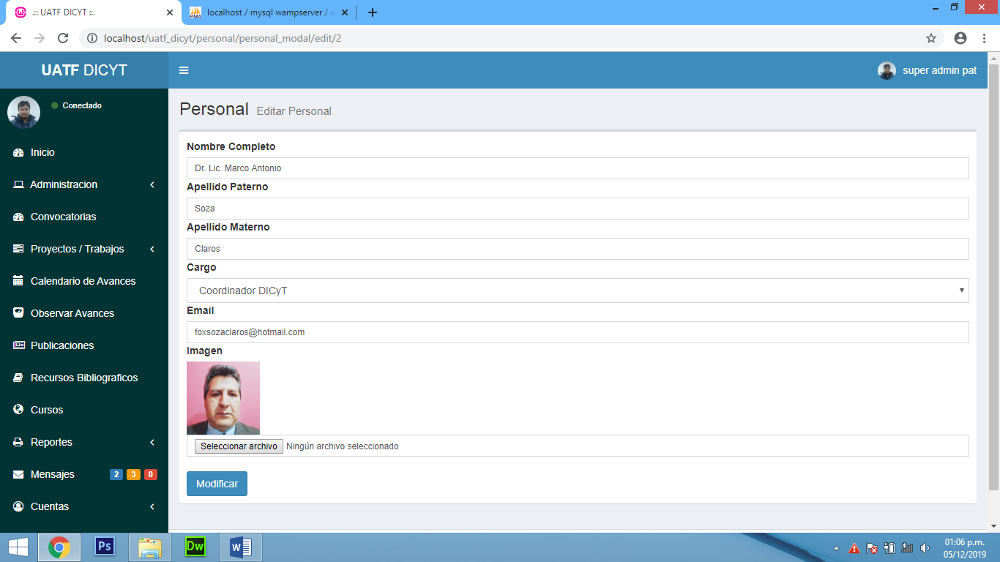 .:: UATF DICYT ::.
localhost / mysql wampserver / u
localhost/uatf_dicyt/personal/personal_modal/edit/2
UATF DICYT
super admin pat
Conectado
Inicio
Administracion
Convocatorias
Proyectos / Trabajos
Calendario de Avances
Observar Avances
Publicaciones
Recursos Bibliograficos
Cursos
Reportes
Mensajes 2 3 0
Cuentas
Personal Editar Personal
Nombre Completo
Dr. Lic. Marco Antonio
Apellido Paterno
Soza
Apellido Materno
Claros
Cargo
Coordinador DICyT
Email
foxsozaclaros@hotmail.com
Imagen
Seleccionar archivo Ningún archivo seleccionado
Modificar
Ps
Dw
W
01:06 p.m.
05/12/2019